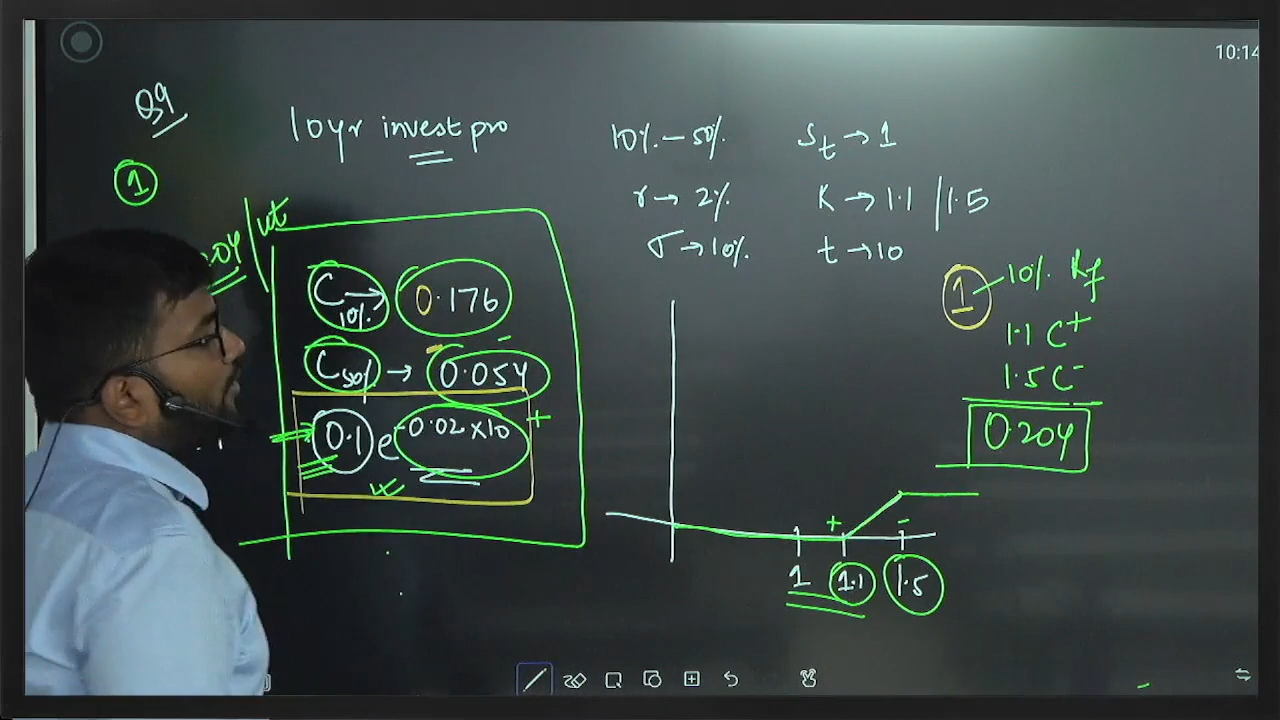 10:14
Q9
10yr invest pro
10% – 50%
St → 1
1
r → 2%
K → 1.1 / 1.5
σ → 10%
t → 10
C10% → 0.176
C50% → 0.054 -
0.1 e -0.02 × 10 +
1 10% Rf
1.1 C+
1.5 C-
0.204
+ -
1 1.1 1.5